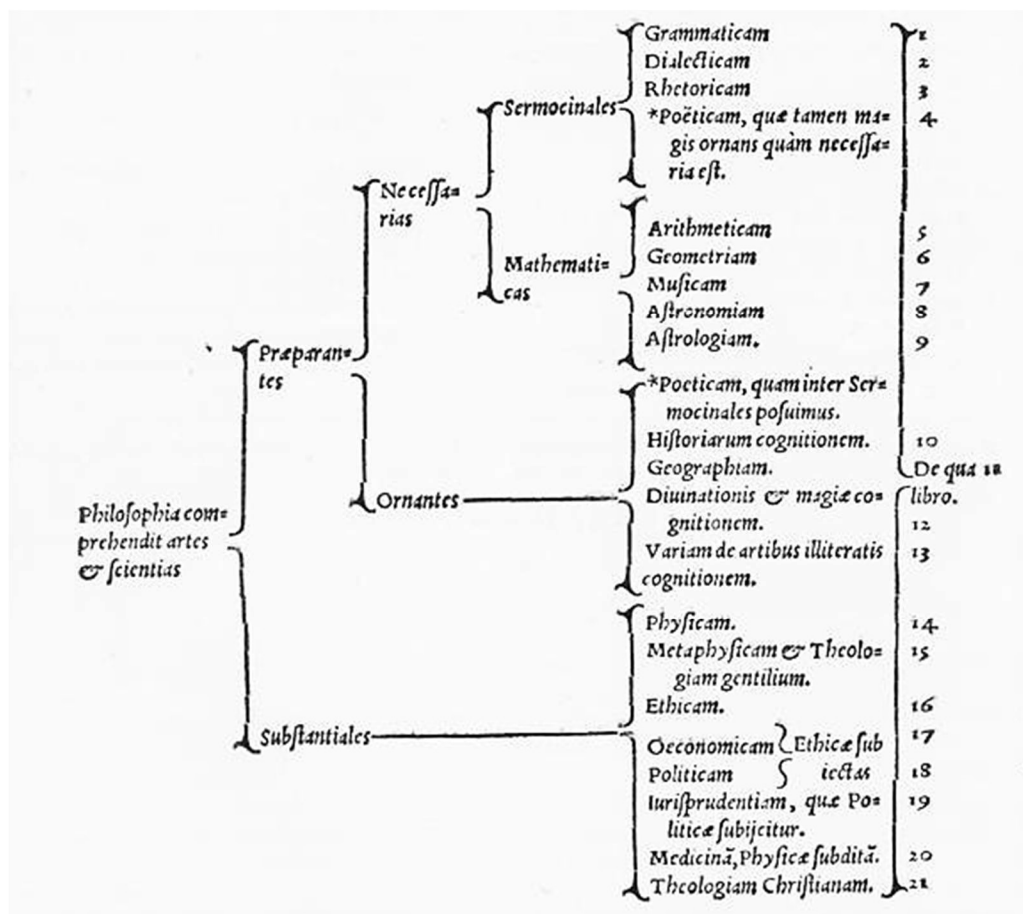 Philosophia com=
prehendit artes
& scientias
Præparan=
tes
Necessa=
rias
Sermocinales
Grammaticam 1
Dialecticam 2
Rhetoricam 3
*Poëticam, quæ tamen ma= 4
gis ornans quàm necessa=
ria est.
Mathemati=
cas
Arithmeticam 5
Geometriam 6
Musicam 7
Astronomiam 8
Astrologiam. 9
Ornantes
*Poeticam, quam inter Ser=
mocinales posuimus.
Historiarum cognitionem. 10
Geographiam. 11
De qua
libro.
Diuinationis & magiæ co=
gnitionem. 12
Variam de artibus illiteratis 13
cognitionem.
Substantiales
Physicam. 14
Metaphysicam & Theolo= 15
giam gentilium.
Ethicam. 16
Oeconomicam 17
Politicam 18
Ethicæ sub
iectas
Iurisprudentiam, quæ Po= 19
liticæ subijcitur.
Medicinã, Physicæ subditã. 20
Theologiam Christianam. 21